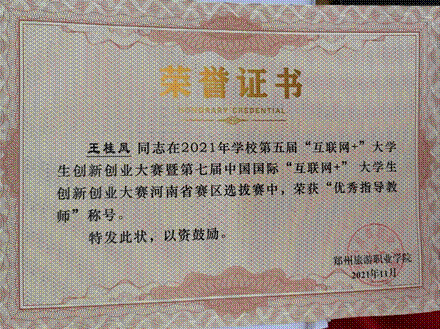 荣誉证书
HONORARY CREDENTIAL
王桂凤 同志在2021年学校第五届“互联网+”大学
生创新创业大赛暨第七届中国国际“互联网+” 大学生
创新创业大赛河南省赛区选拔赛中，荣获“优秀指导教
师”称号。
特发此状，以资鼓励。
郑州旅游职业学院
2021年11月